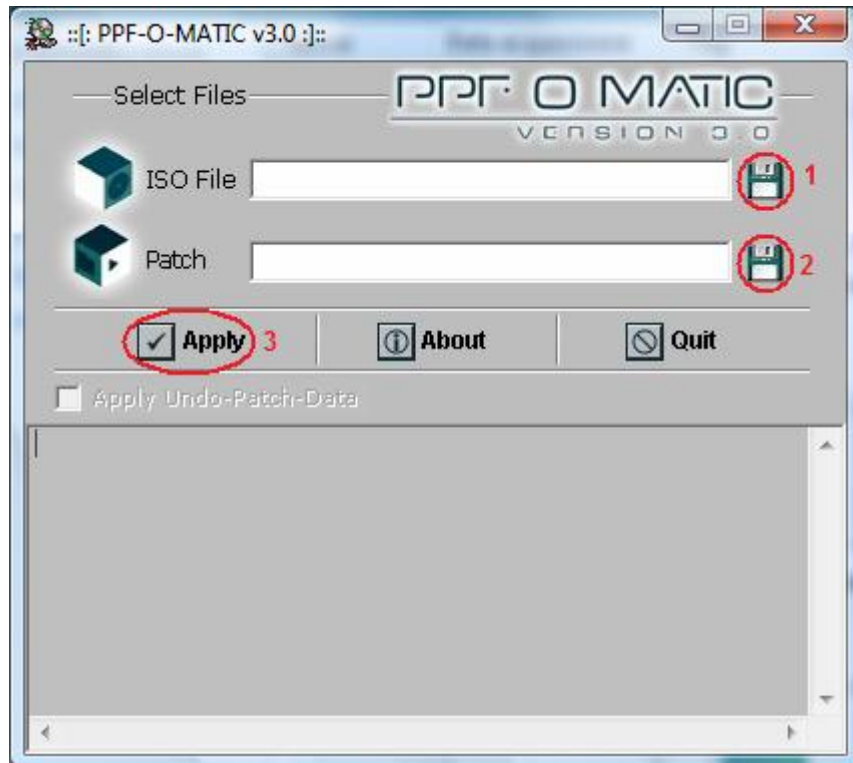 ::[: PPF-O-MATIC v3.0 :]::
Select Files
PPF· O MATIC
VERSION 3.0
ISO File
1
Patch
2
Apply 3
About
Quit
Apply Undo-Patch-Data